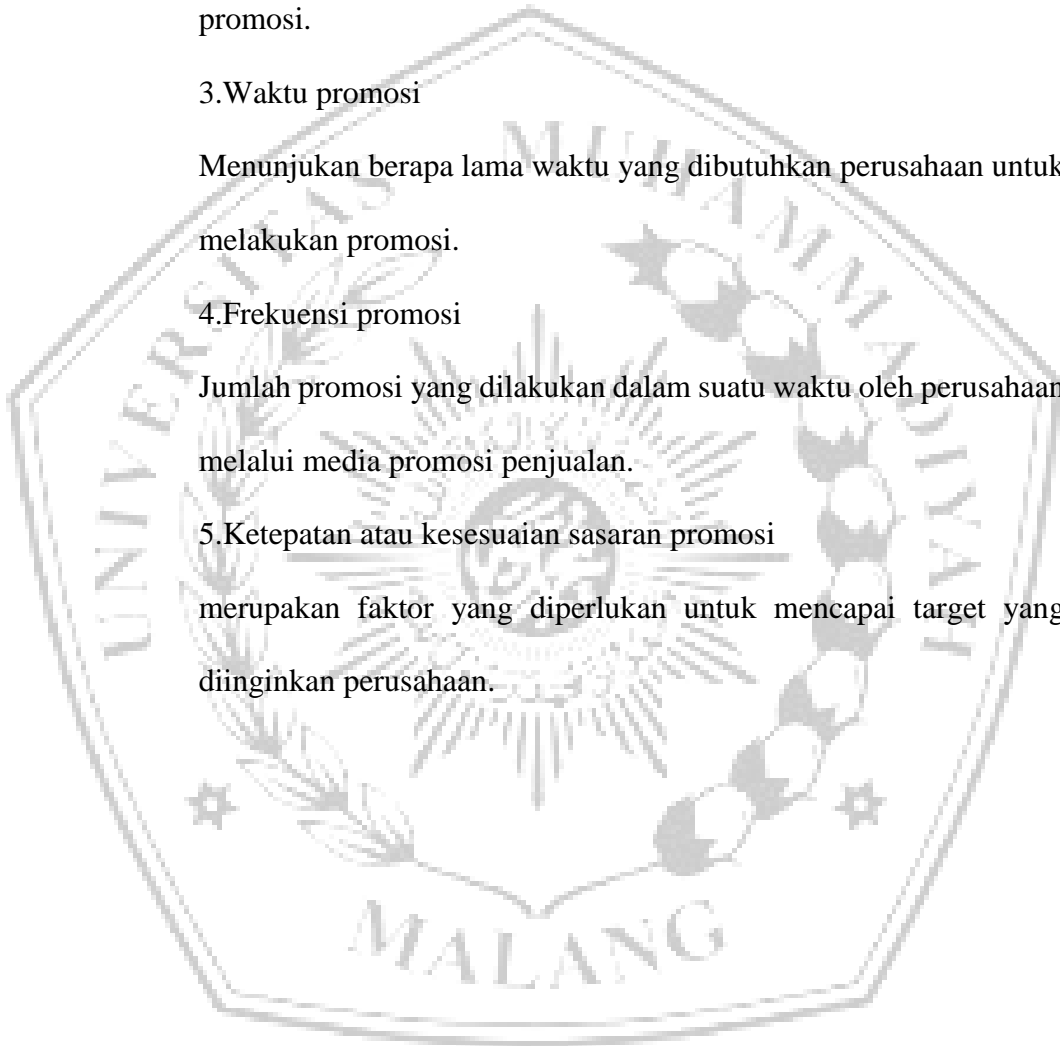 promosi.
3.Waktu promosi
Menunjukan berapa lama waktu yang dibutuhkan perusahaan untuk
melakukan promosi.
4.Frekuensi promosi
Jumlah promosi yang dilakukan dalam suatu waktu oleh perusahaan
melalui media promosi penjualan.
5.Ketepatan atau kesesuaian sasaran promosi
merupakan faktor yang diperlukan untuk mencapai target yang
diinginkan perusahaan.
UNIVERSITAS MUHAMMADIYAH
MALANG